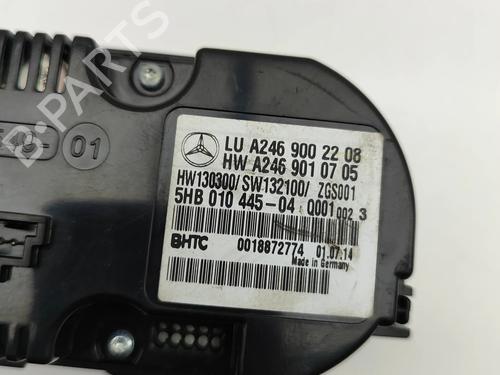 B-PARTS
01
LU A246 900 22 08
HW A246 901 07 05
HW130300/SW132100/ ZGS001
5HB 010 445-04 Q001 002 3
BHTC 0018872774 01.07.14
Made in Germany